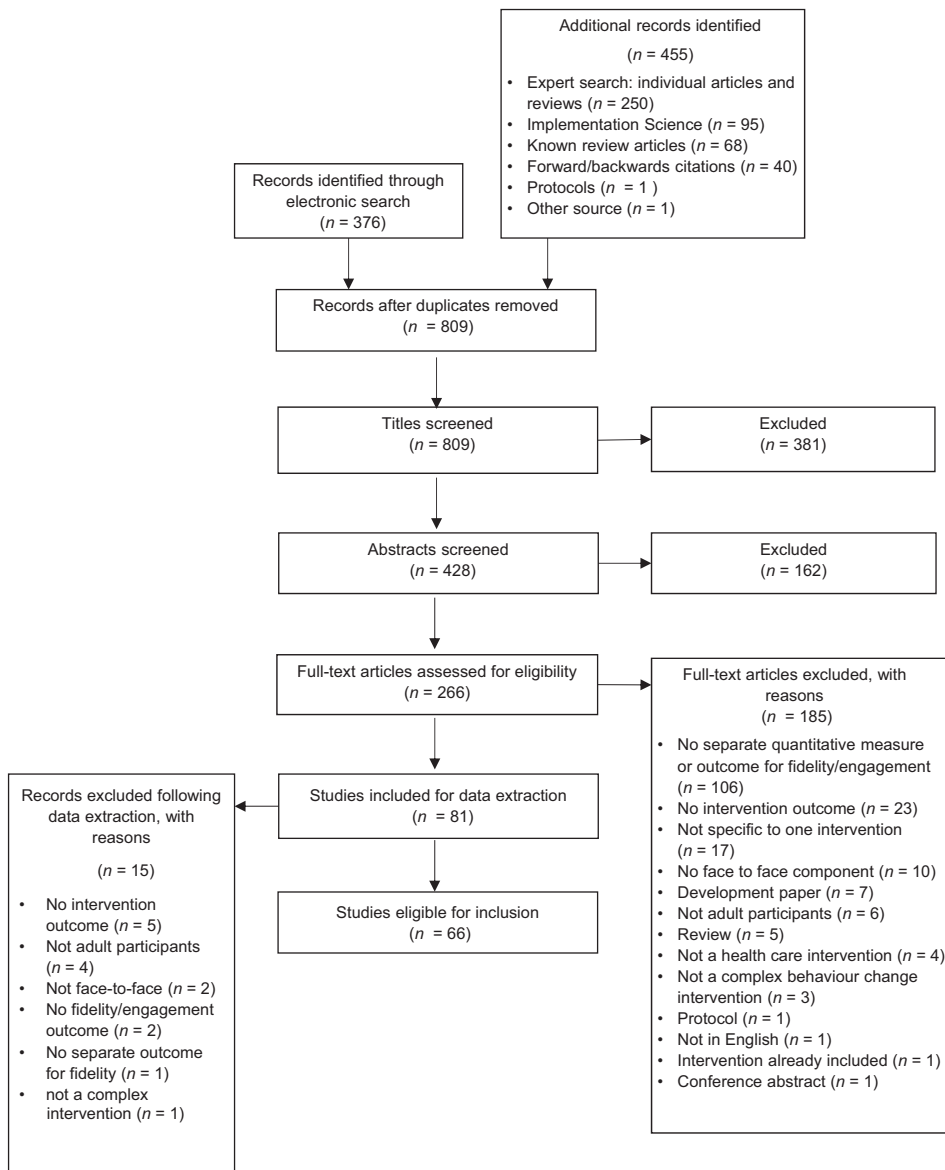 Additional records identified
(n = 455)
• Expert search: individual articles and
reviews (n = 250)
• Implementation Science (n = 95)
• Known review articles (n = 68)
• Forward/backwards citations (n = 40)
• Protocols (n = 1 )
• Other source (n = 1)
Records identified through
electronic search
(n = 376)
Records after duplicates removed
(n = 809)
Titles screened
(n = 809)
Excluded
(n = 381)
Abstracts screened
(n = 428)
Excluded
(n = 162)
Full-text articles assessed for eligibility
(n = 266)
Full-text articles excluded, with
reasons
(n = 185)
• No separate quantitative measure
or outcome for fidelity/engagement
(n = 106)
• No intervention outcome (n = 23)
• Not specific to one intervention
(n = 17)
• No face to face component (n = 10)
• Development paper (n = 7)
• Not adult participants (n = 6)
• Review (n = 5)
• Not a health care intervention (n = 4)
• Not a complex behaviour change
intervention (n = 3)
• Protocol (n = 1)
• Not in English (n = 1)
• Intervention already included (n = 1)
• Conference abstract (n = 1)
Studies included for data extraction
(n = 81)
Records excluded following
data extraction, with
reasons
(n = 15)
• No intervention
outcome (n = 5)
• Not adult participants
(n = 4)
• Not face-to-face (n = 2)
• No fidelity/engagement
outcome (n = 2)
• No separate outcome
for fidelity (n = 1)
• not a complex
intervention (n = 1)
Studies eligible for inclusion
(n = 66)